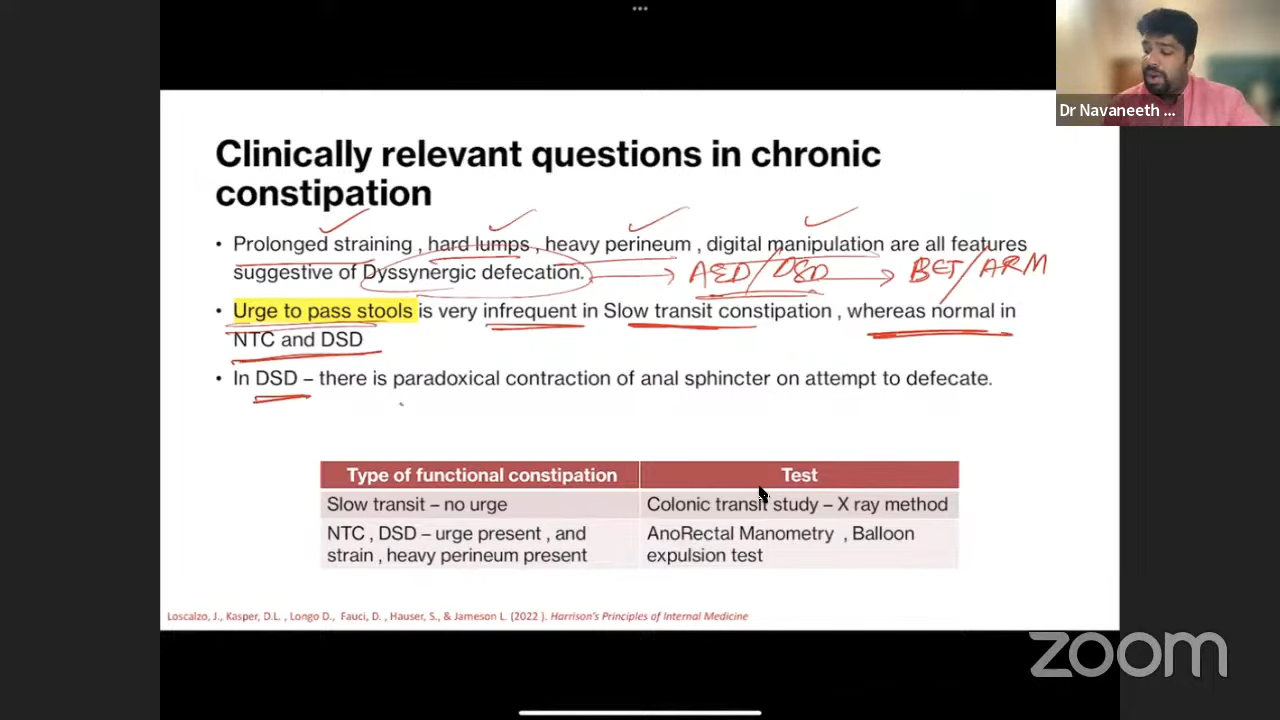 Dr Navaneeth ...
Clinically relevant questions in chronic
constipation
• Prolonged straining , hard lumps , heavy perineum , digital manipulation are all features
suggestive of Dyssynergic defecation. AED/DSD BET/ARM
• Urge to pass stools is very infrequent in Slow transit constipation , whereas normal in
NTC and DSD
• In DSD – there is paradoxical contraction of anal sphincter on attempt to defecate.
Type of functional constipation Test
Slow transit – no urge Colonic transit study – X ray method
NTC , DSD – urge present , and AnoRectal Manometry , Balloon
strain , heavy perineum present expulsion test
Loscalzo, J., Kasper, D.L. , Longo D., Fauci, D. , Hauser, S., & Jameson L. (2022 ). Harrison's Principles of Internal Medicine
zoom